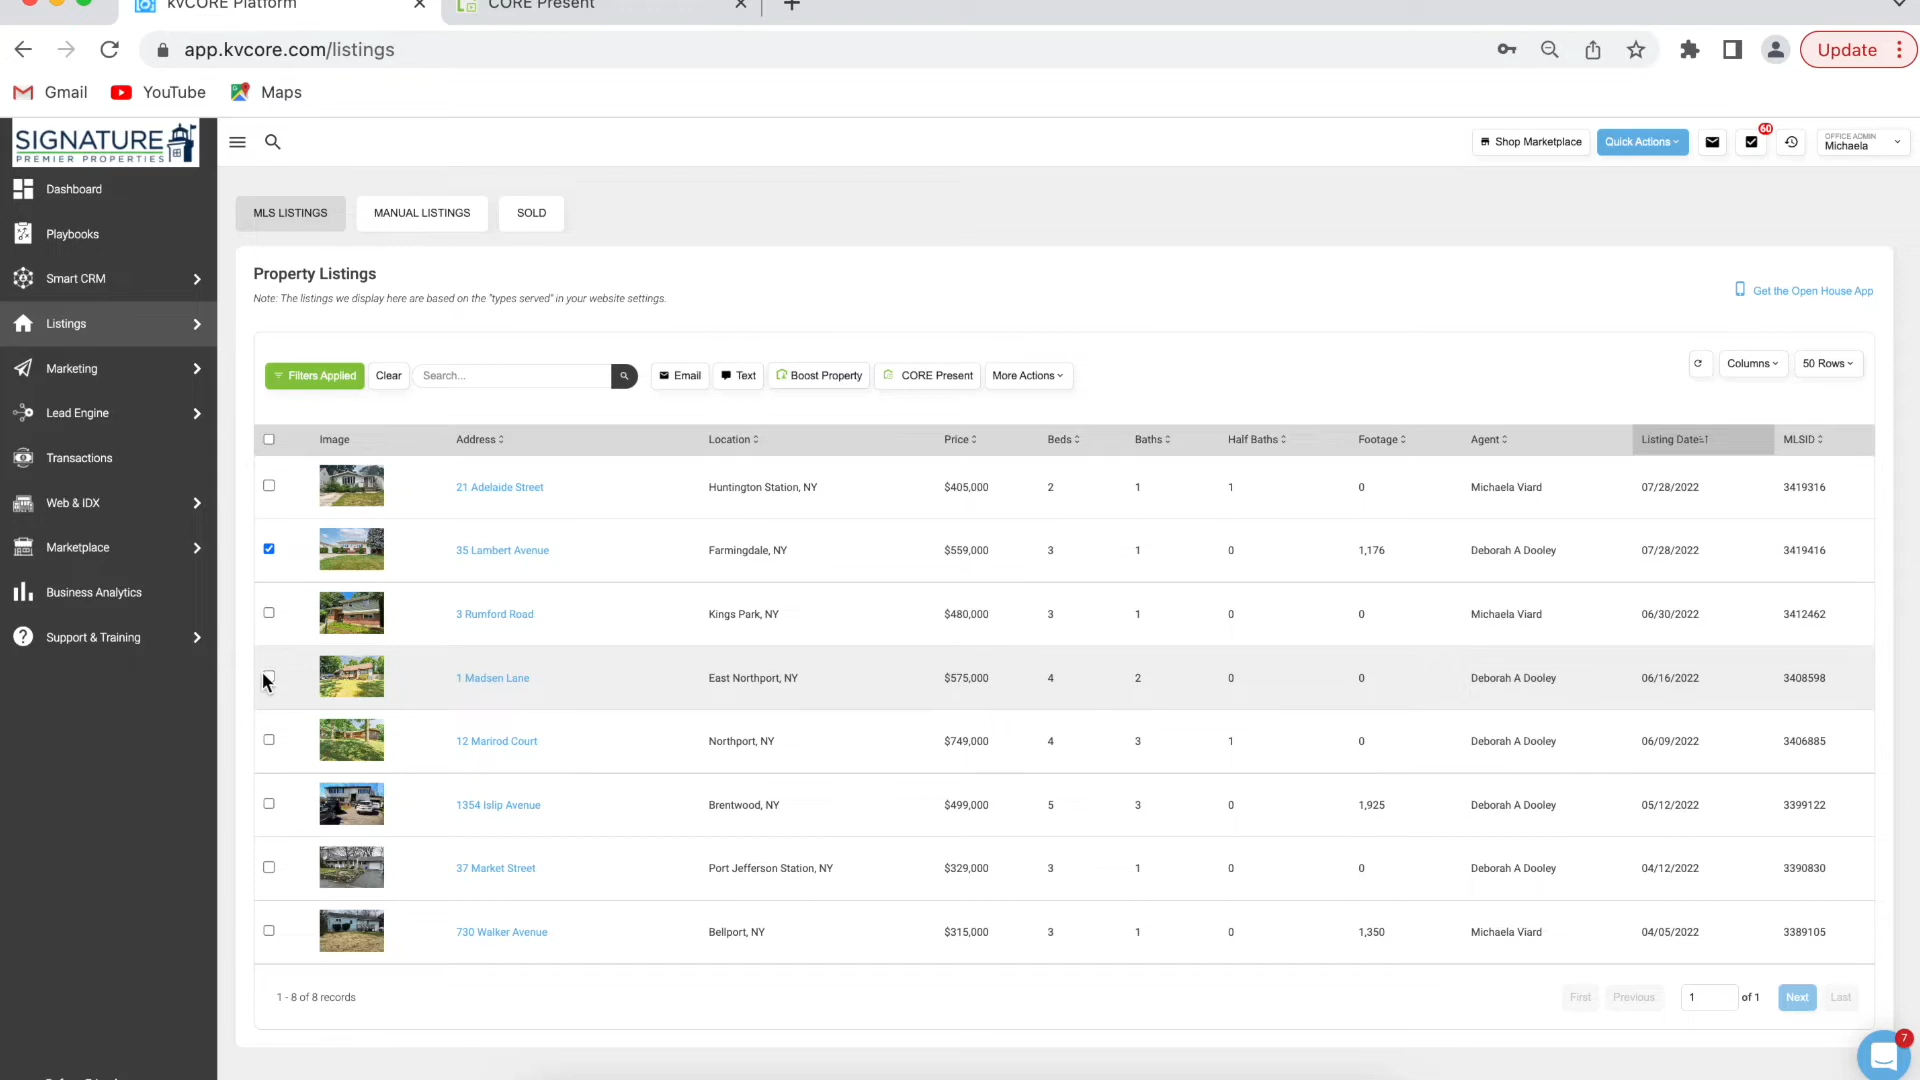 kvCORE Platform
CORE Present
app.kvcore.com/listings
Update
Gmail
YouTube
Maps
SIGNATURE
PREMIER PROPERTIES
Shop Marketplace
Quick Actions
60
OFFICE ADMIN
Michaela
Dashboard
Playbooks
Smart CRM
Listings
Marketing
Lead Engine
Transactions
Web & IDX
Marketplace
Business Analytics
Support & Training
MLS LISTINGS
MANUAL LISTINGS
SOLD
Property Listings
Note: The listings we display here are based on the "types served" in your website settings.
Get the Open House App
Filters Applied
Clear
Search...
Email
Text
Boost Property
CORE Present
More Actions
Columns
50 Rows
Image Address Location Price Beds Baths Half Baths Footage Agent Listing Date MLSID
21 Adelaide Street Huntington Station, NY $405,000 2 1 1 0 Michaela Viard 07/28/2022 3419316
35 Lambert Avenue Farmingdale, NY $559,000 3 1 0 1,176 Deborah A Dooley 07/28/2022 3419416
3 Rumford Road Kings Park, NY $480,000 3 1 0 0 Michaela Viard 06/30/2022 3412462
1 Madsen Lane East Northport, NY $575,000 4 2 0 0 Deborah A Dooley 06/16/2022 3408598
12 Marirod Court Northport, NY $749,000 4 3 1 0 Deborah A Dooley 06/09/2022 3406885
1354 Islip Avenue Brentwood, NY $499,000 5 3 0 1,925 Deborah A Dooley 05/12/2022 3399122
37 Market Street Port Jefferson Station, NY $329,000 3 1 0 0 Deborah A Dooley 04/12/2022 3390830
730 Walker Avenue Bellport, NY $315,000 3 1 0 1,350 Michaela Viard 04/05/2022 3389105
1 - 8 of 8 records
First
Previous
1
of 1
Next
Last
7